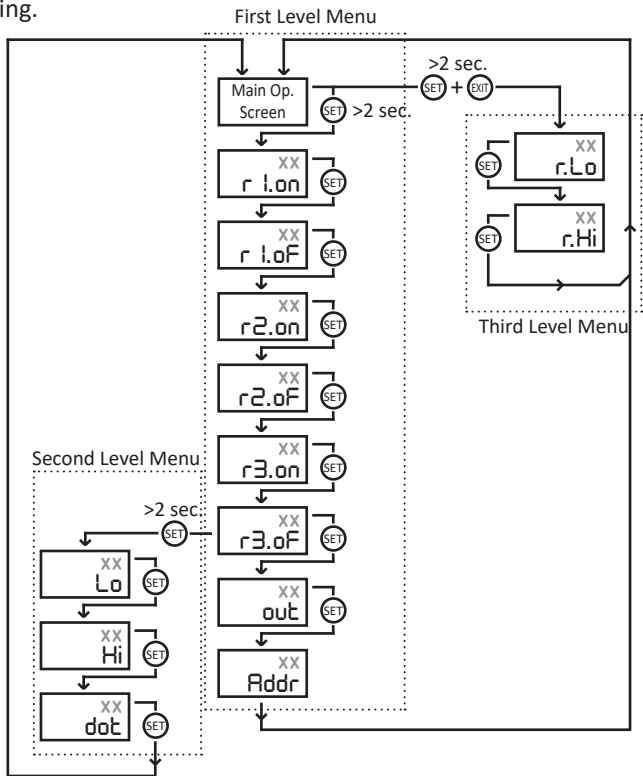 ing.
First Level Menu
Main Op.
Screen
SET >2 sec.
>2 sec.
SET + EXIT
XX
r1.on
SET
XX
r1.oF
SET
XX
r2.on
SET
XX
r2.oF
SET
XX
r3.on
SET
XX
r3.oF
SET
XX
out
SET
XX
Addr
XX
r.Lo
SET
XX
r.Hi
SET
Third Level Menu
Second Level Menu
>2 sec.
SET
XX
Lo
SET
XX
Hi
SET
XX
dot
SET